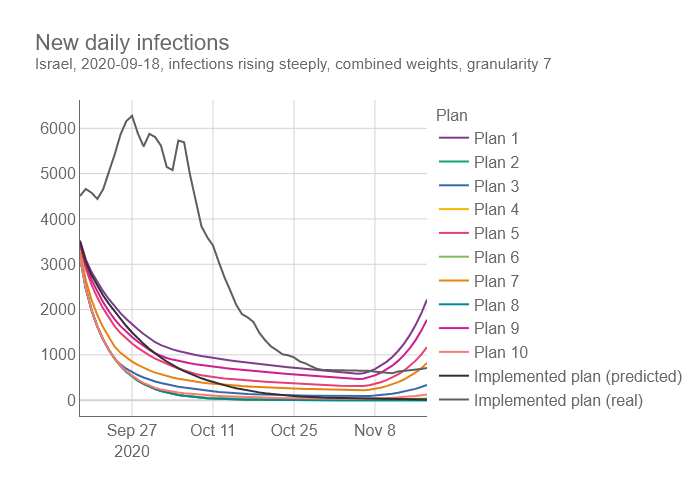 New daily infections
Israel, 2020-09-18, infections rising steeply, combined weights, granularity 7
Plan
6000
5000
4000
3000
2000
1000
0
Plan 1
Plan 2
Plan 3
Plan 4
Plan 5
Plan 6
Plan 7
Plan 8
Plan 9
Plan 10
Implemented plan (predicted)
Implemented plan (real)
Sep 27
2020
Oct 11
Oct 25
Nov 8